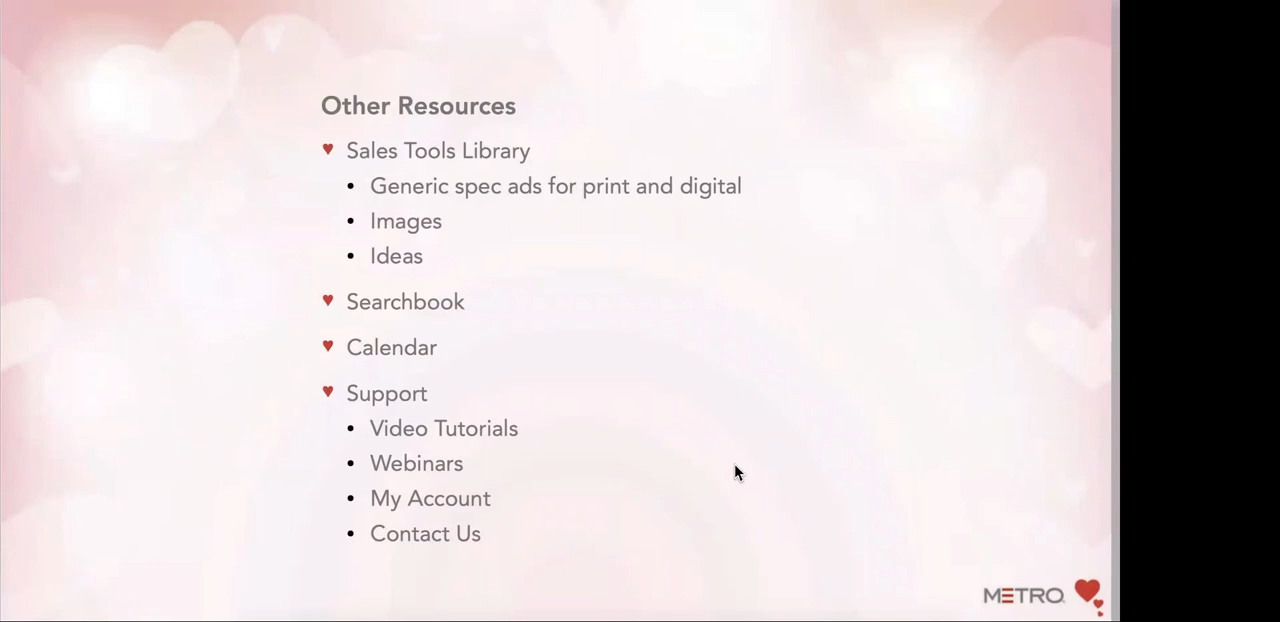 Other Resources
♥ Sales Tools Library
• Generic spec ads for print and digital
• Images
• Ideas
♥ Searchbook
♥ Calendar
♥ Support
• Video Tutorials
• Webinars
• My Account
• Contact Us
METRO